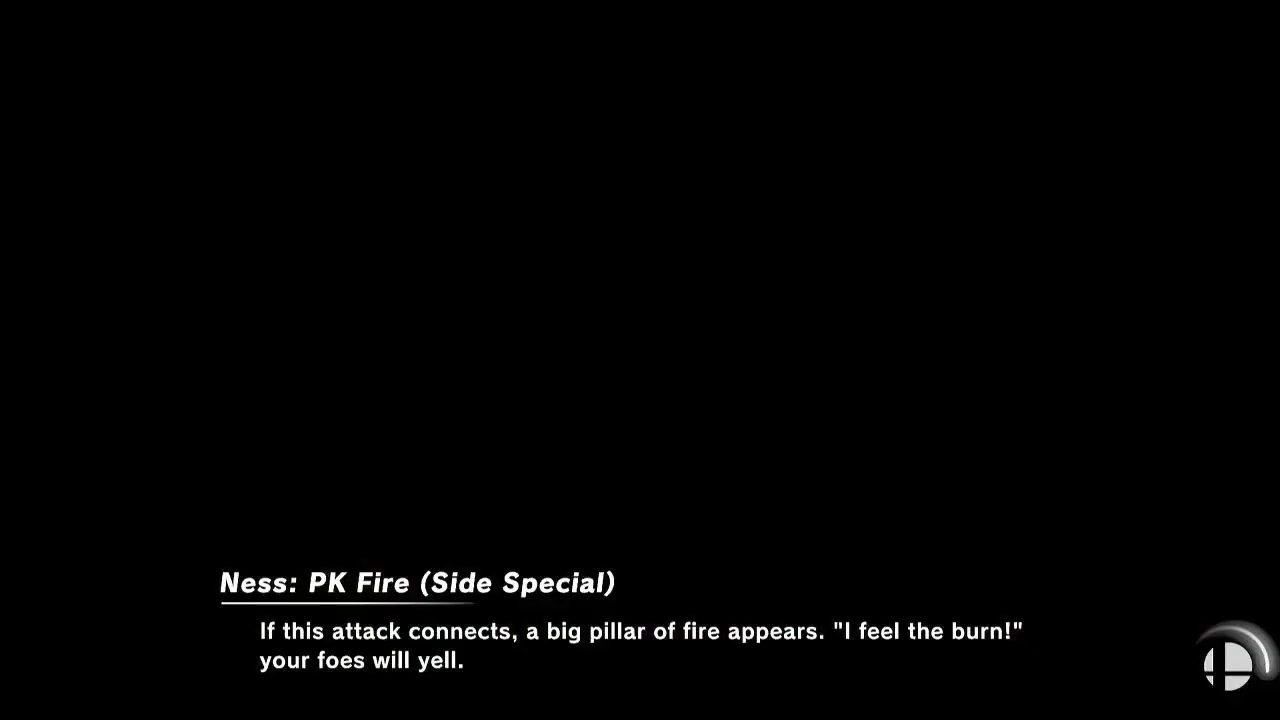 Ness: PK Fire (Side Special)
If this attack connects, a big pillar of fire appears. "I feel the burn!"
your foes will yell.